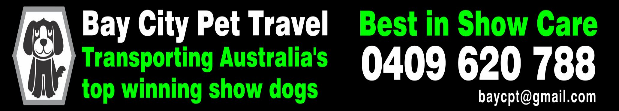 Bay City Pet Travel
Transporting Australia's
top winning show dogs
Best in Show Care
0409 620 788
baycpt@gmail.com